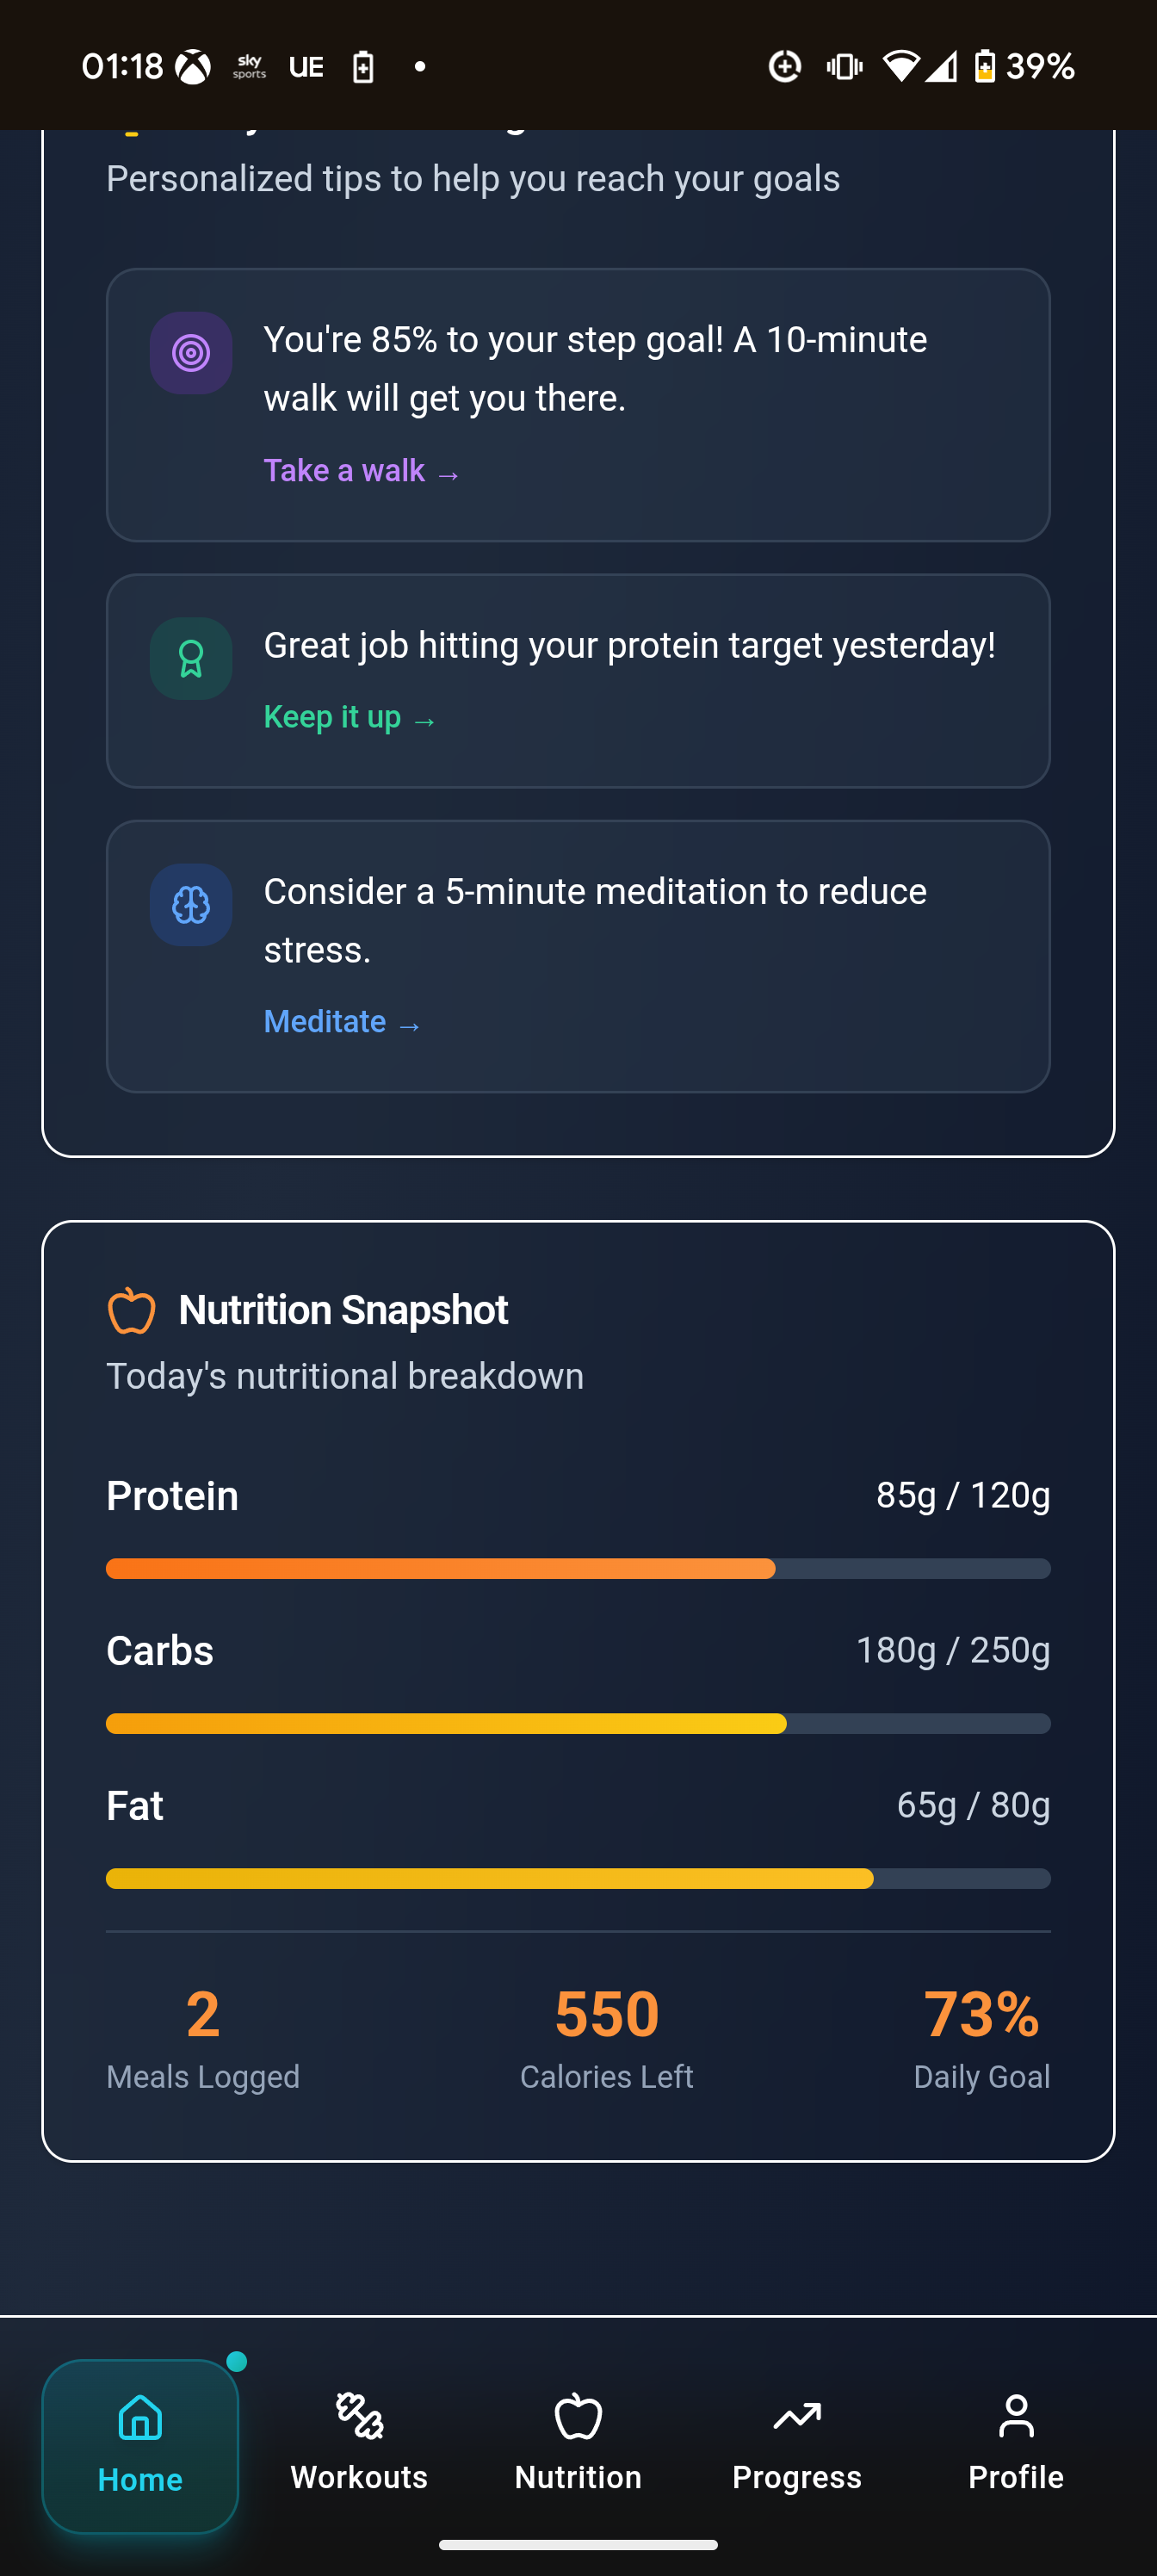 01:18 sky sports UE 39%
Personalized tips to help you reach your goals
You're 85% to your step goal! A 10-minute
walk will get you there.
Take a walk →
Great job hitting your protein target yesterday!
Keep it up →
Consider a 5-minute meditation to reduce
stress.
Meditate →
Nutrition Snapshot
Today's nutritional breakdown
Protein 85g / 120g
Carbs 180g / 250g
Fat 65g / 80g
2 550 73%
Meals Logged Calories Left Daily Goal
Home Workouts Nutrition Progress Profile